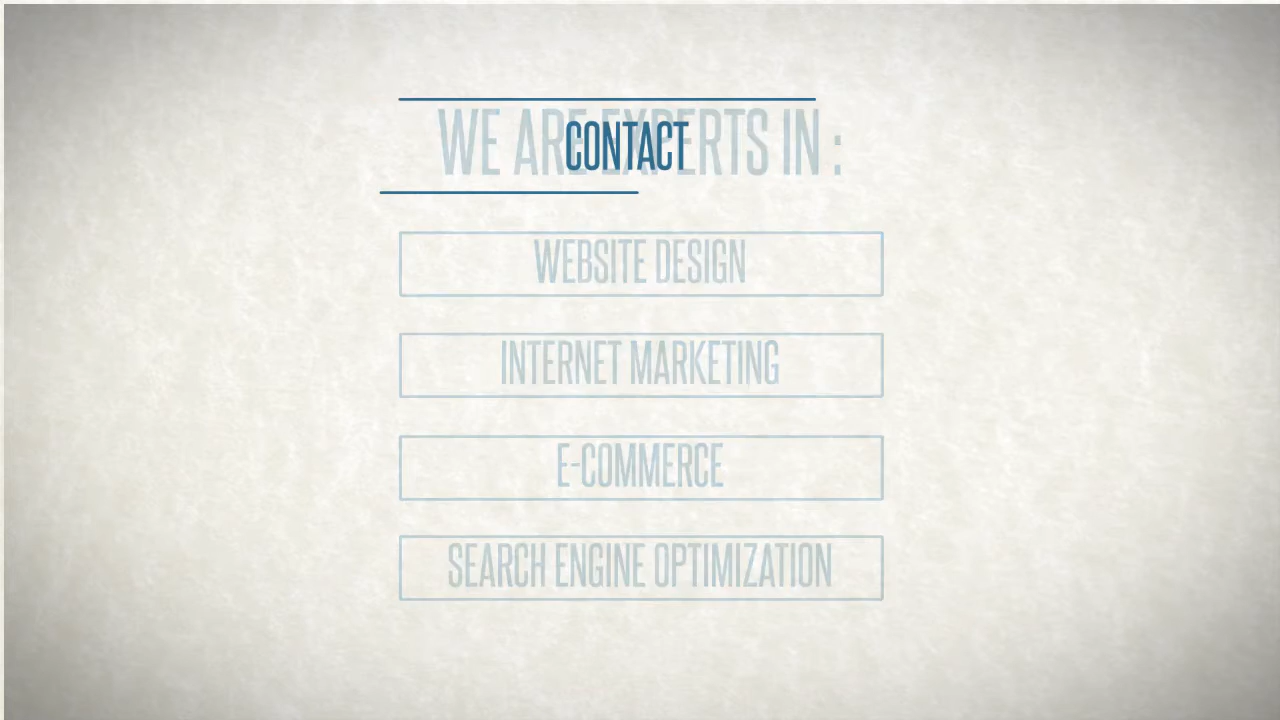 WE ARE EXPERTS IN :
CONTACT
WEBSITE DESIGN
INTERNET MARKETING
E-COMMERCE
SEARCH ENGINE OPTIMIZATION